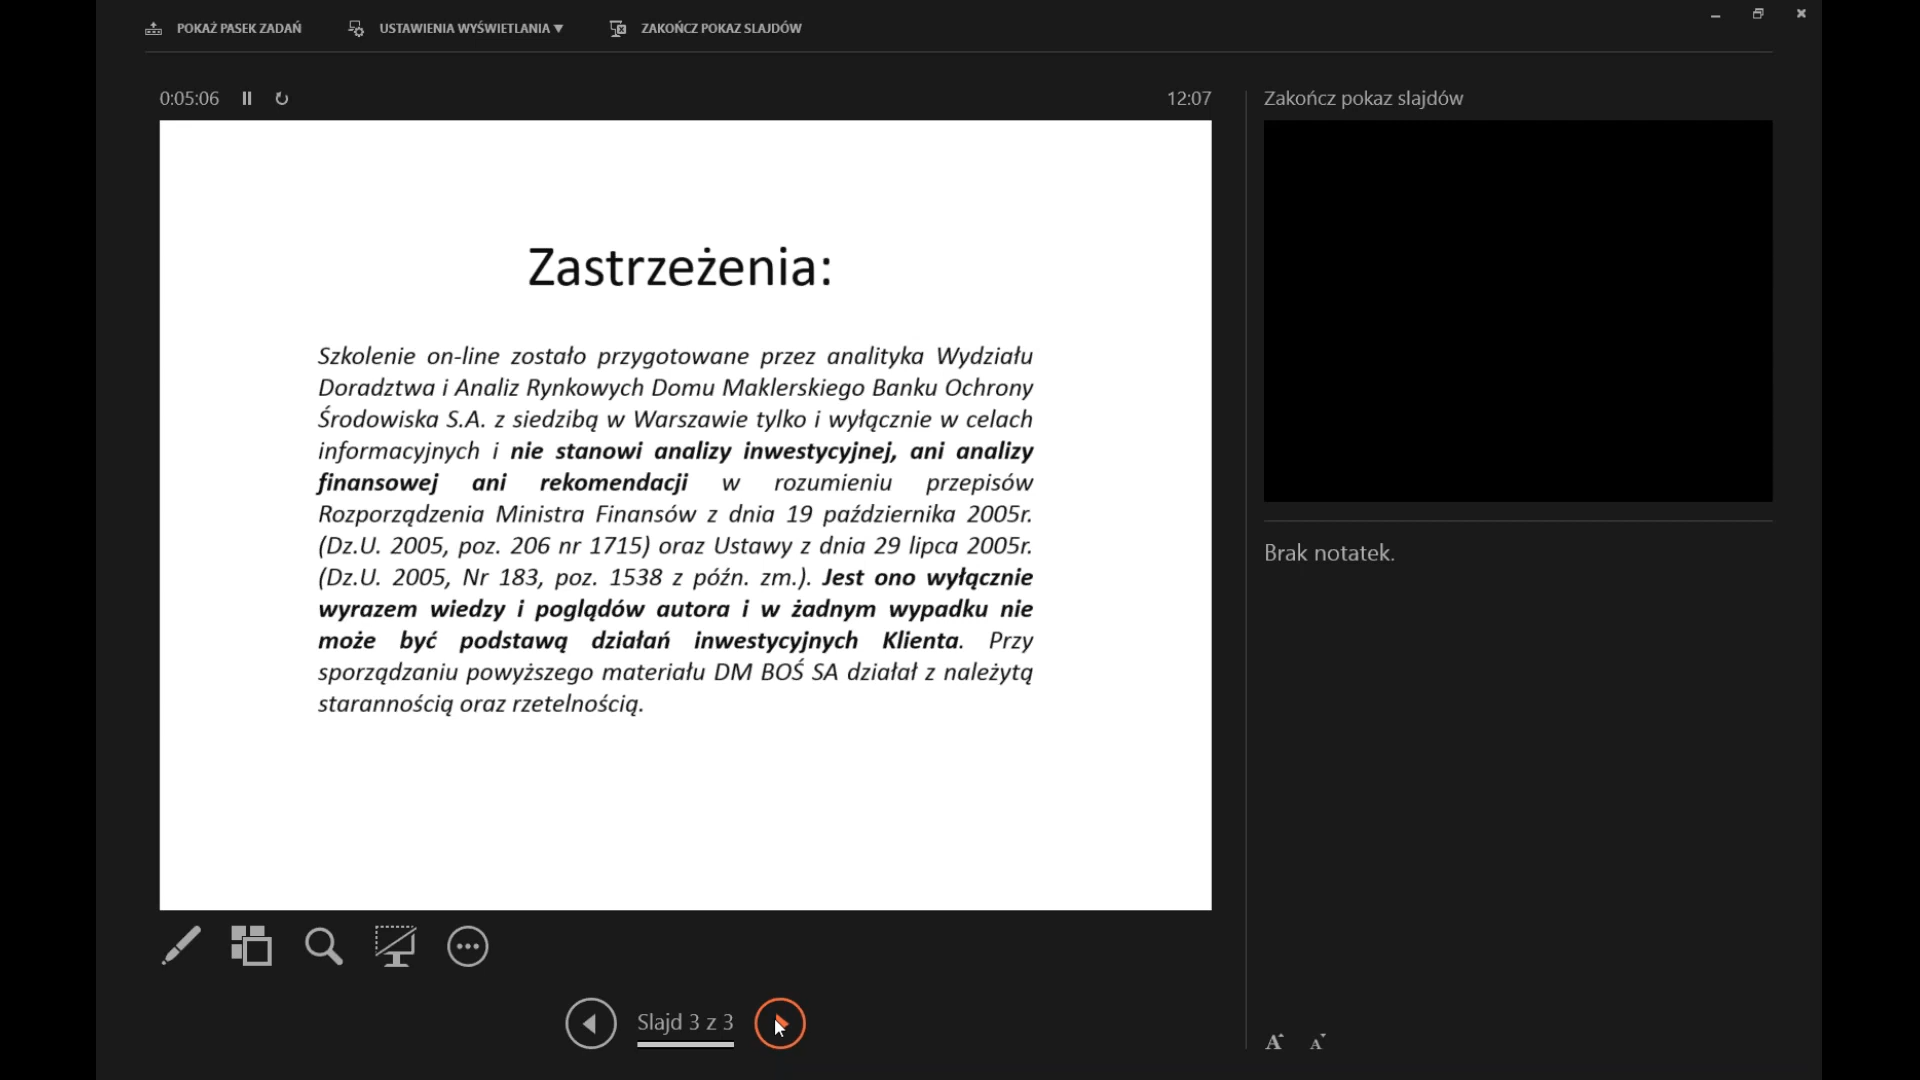 POKAŻ PASEK ZADAŃ USTAWIENIA WYŚWIETLANIA ▼ ZAKOŃCZ POKAZ SLAJDÓW
0:05:06 12:07 Zakończ pokaz slajdów
Zastrzeżenia:
Szkolenie on-line zostało przygotowane przez analityka Wydziału
Doradztwa i Analiz Rynkowych Domu Maklerskiego Banku Ochrony
Środowiska S.A. z siedzibą w Warszawie tylko i wyłącznie w celach
informacyjnych i nie stanowi analizy inwestycyjnej, ani analizy
finansowej ani rekomendacji w rozumieniu przepisów
Rozporządzenia Ministra Finansów z dnia 19 października 2005r.
(Dz.U. 2005, poz. 206 nr 1715) oraz Ustawy z dnia 29 lipca 2005r.
(Dz.U. 2005, Nr 183, poz. 1538 z późn. zm.). Jest ono wyłącznie
wyrazem wiedzy i poglądów autora i w żadnym wypadku nie
może być podstawą działań inwestycyjnych Klienta. Przy
sporządzaniu powyższego materiału DM BOŚ SA działał z należytą
starannością oraz rzetelnością.
Brak notatek.
Slajd 3 z 3
A A